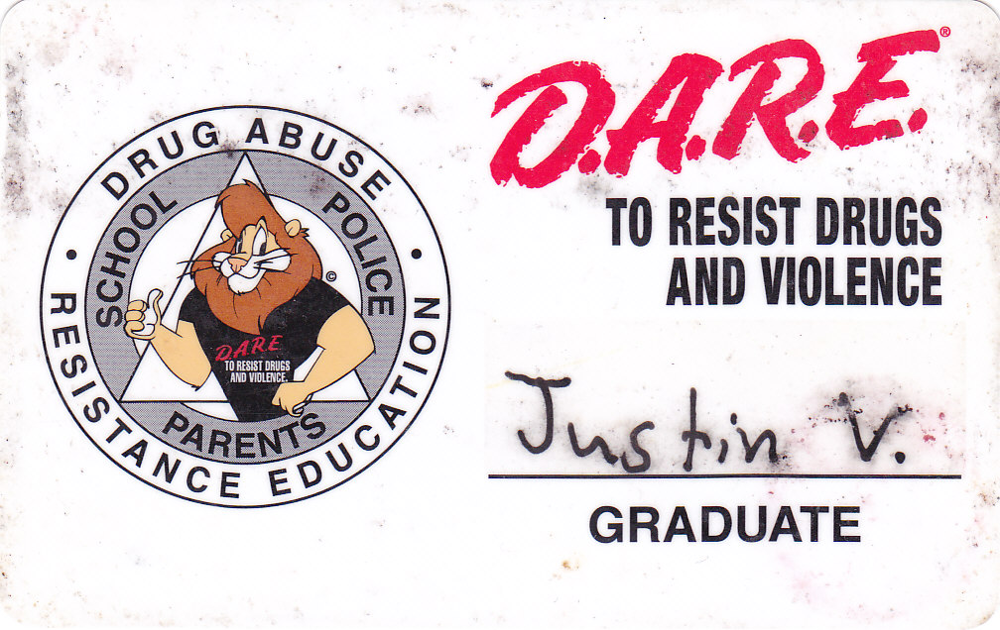 DRUG ABUSE
RESISTANCE EDUCATION
SCHOOL
POLICE
PARENTS
©
D.A.R.E
TO RESIST DRUGS
AND VIOLENCE.
D.A.R.E.®
TO RESIST DRUGS
AND VIOLENCE
Justin V.
GRADUATE